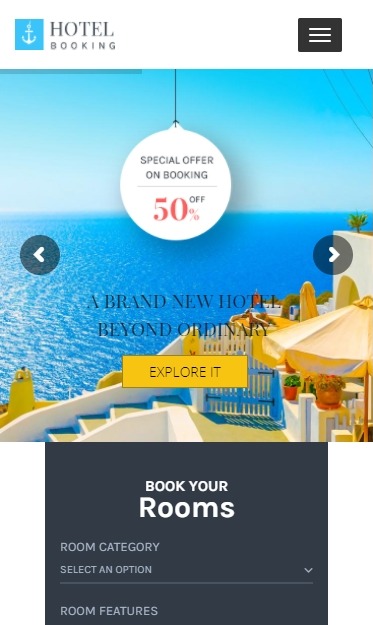 HOTEL
BOOKING
SPECIAL OFFER
ON BOOKING
50% OFF
A BRAND NEW HOTEL
BEYOND ORDINARY
EXPLORE IT
BOOK YOUR
Rooms
ROOM CATEGORY
SELECT AN OPTION
ROOM FEATURES